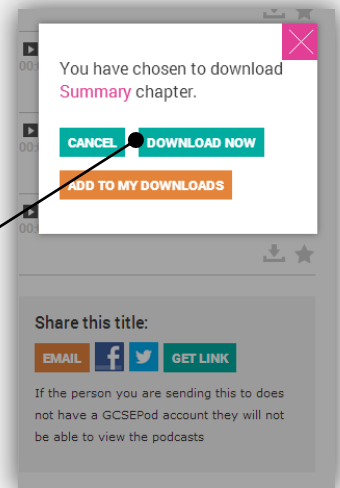 You have chosen to download
Summary chapter.
CANCEL DOWNLOAD NOW
ADD TO MY DOWNLOADS
Share this title:
EMAIL f GET LINK
If the person you are sending this to does
not have a GCSEPod account they will not
be able to view the podcasts